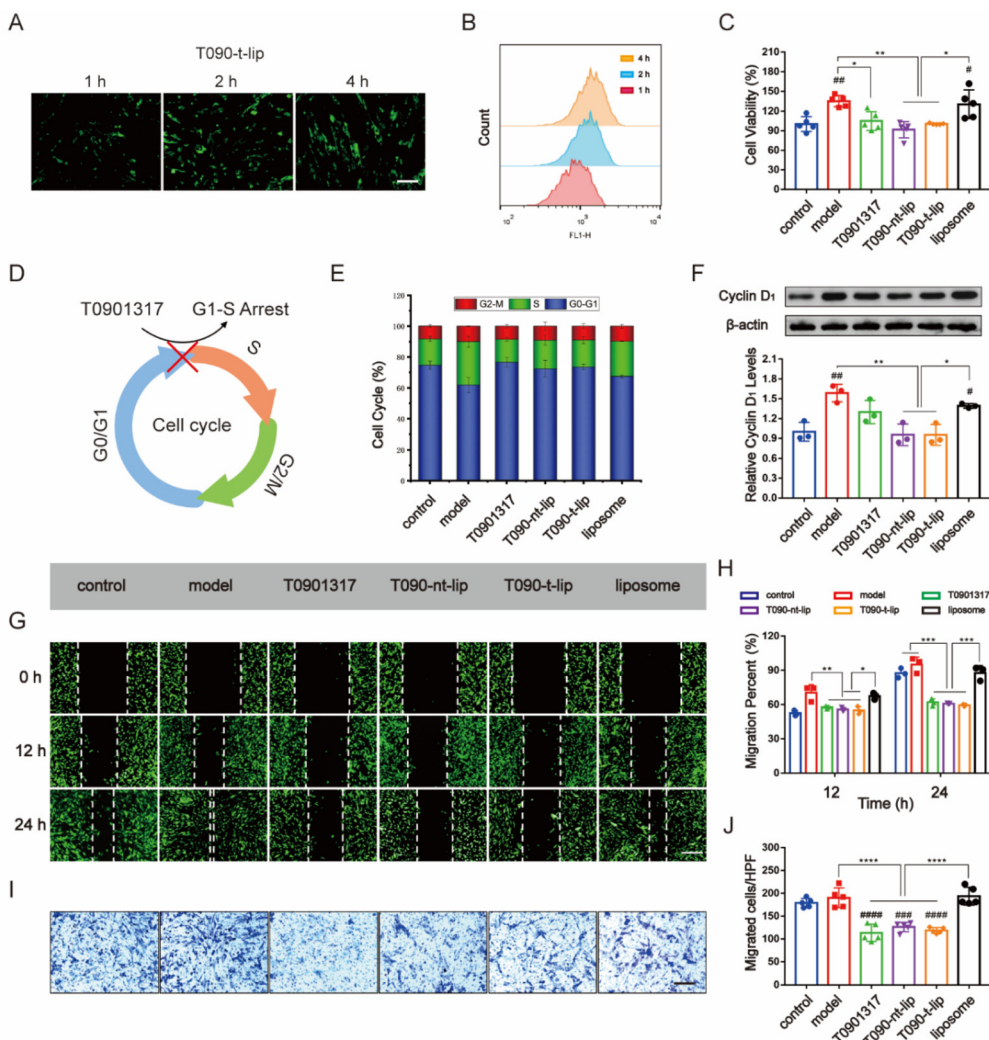 A
T090-t-lip
1 h 2 h 4 h
B
Count
4 h
2 h
1 h
10² 10³ 10⁴
FL1-H
C
Cell Viability (%)
210
180
150
120
90
60
30
0
** * * ## #
control model T0901317 T090-nt-lip T090-t-lip liposome
D
T0901317 G1-S Arrest
S
G0/G1
Cell cycle
G2/M
E
Cell Cycle (%)
120
100
80
60
40
20
0
G2-M S G0-G1
control model T0901317 T090-nt-lip T090-t-lip liposome
F
Cyclin D₁
β-actin
Relative Cyclin D₁ Levels
2.1
1.8
1.5
1.2
0.9
0.6
0.3
0.0
## ** * #
control model T0901317 T090-nt-lip T090-t-lip liposome
control model T0901317 T090-nt-lip T090-t-lip liposome
G
0 h
12 h
24 h
H
control model T0901317
T090-nt-lip T090-t-lip liposome
Migration Percent (%)
120
90
60
30
0
** * *** ***
12 24
Time (h)
I
J
Migrated cells/HPF
300
250
200
150
100
50
0
**** ****
#### ### ####
control model T0901317 T090-nt-lip T090-t-lip liposome